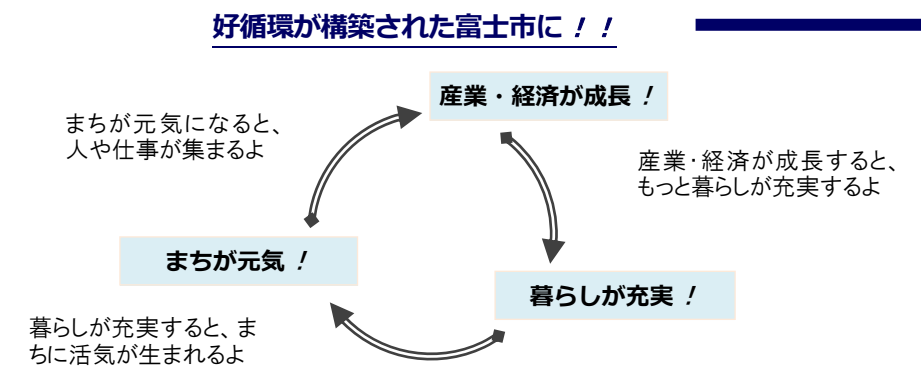 好循環が構築された富士市に！！
産業・経済が成長！
まちが元気になると、
人や仕事が集まるよ
産業・経済が成長すると、
もっと暮らしが充実するよ
まちが元気！
暮らしが充実！
暮らしが充実すると、ま
ちに活気が生まれるよ